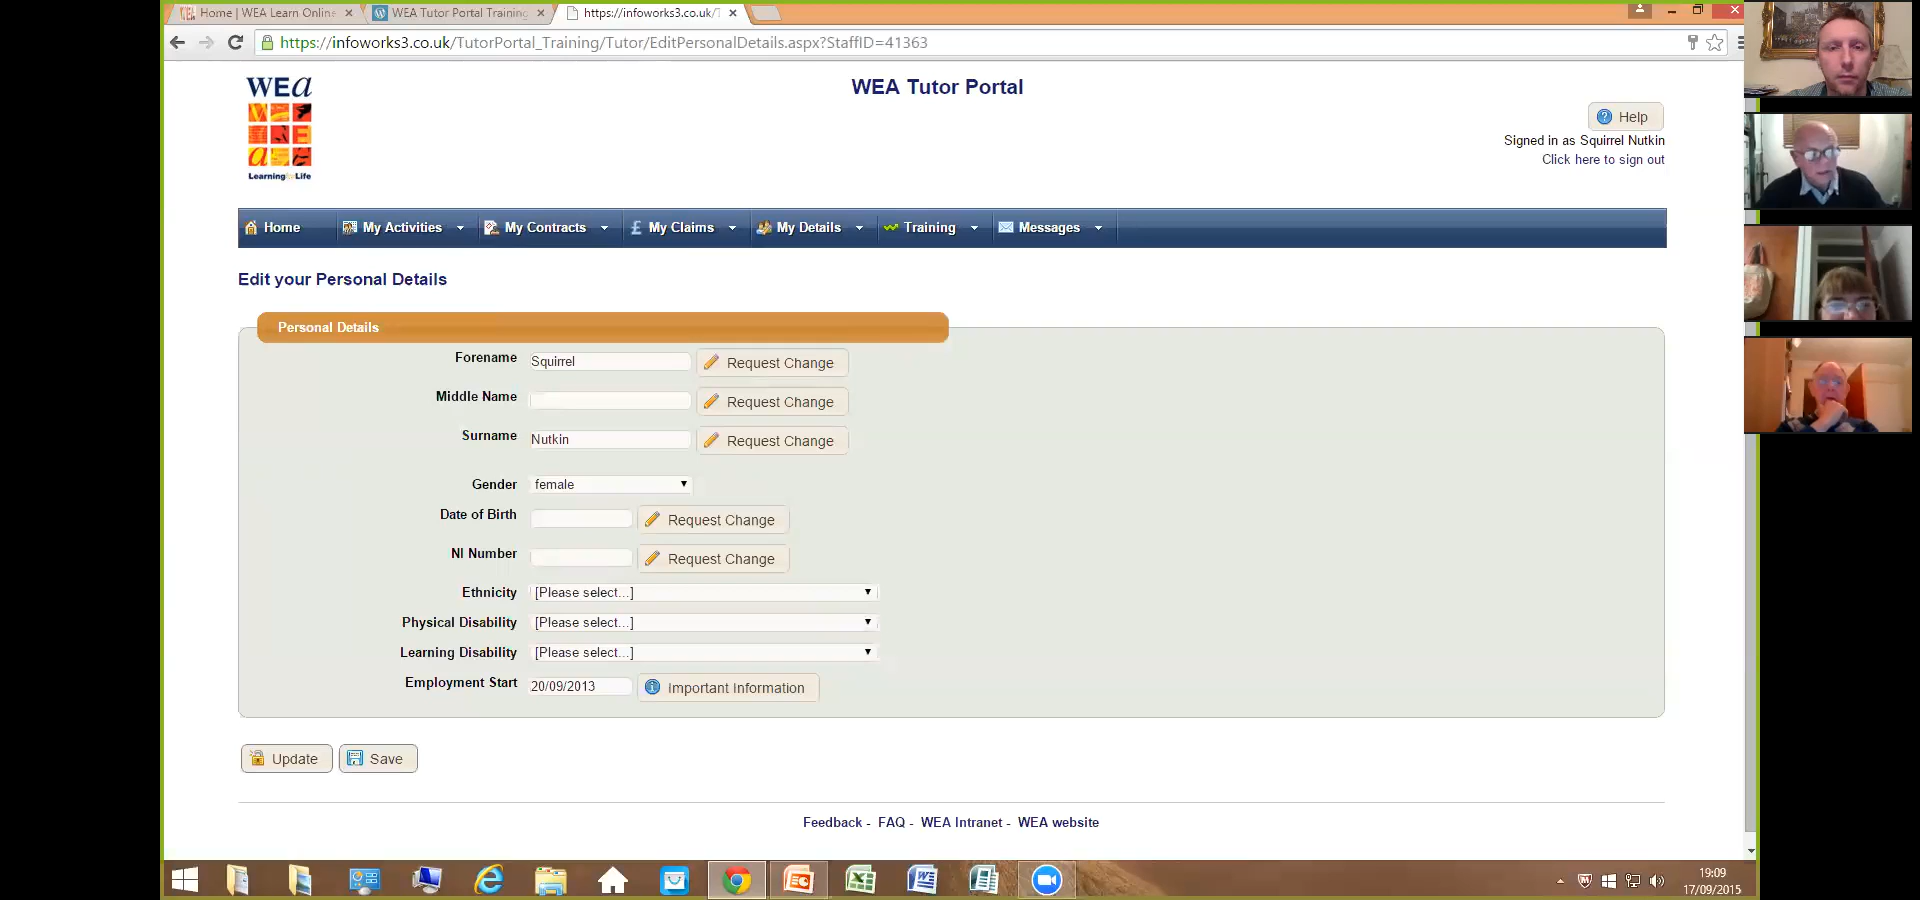 Home | WEA Learn Online
WEA Tutor Portal Training
https://infoworks3.co.uk/
https://infoworks3.co.uk/TutorPortal_Training/Tutor/EditPersonalDetails.aspx?StaffID=41363
WEA
Learning for Life
WEA Tutor Portal
Help
Signed in as Squirrel Nutkin
Click here to sign out
Home My Activities My Contracts My Claims My Details Training Messages
Edit your Personal Details
Personal Details
Forename Squirrel Request Change
Middle Name Request Change
Surname Nutkin Request Change
Gender female
Date of Birth Request Change
NI Number Request Change
Ethnicity [Please select...]
Physical Disability [Please select...]
Learning Disability [Please select...]
Employment Start 20/09/2013 Important Information
Update Save
Feedback - FAQ - WEA Intranet - WEA website
19:09
17/09/2015